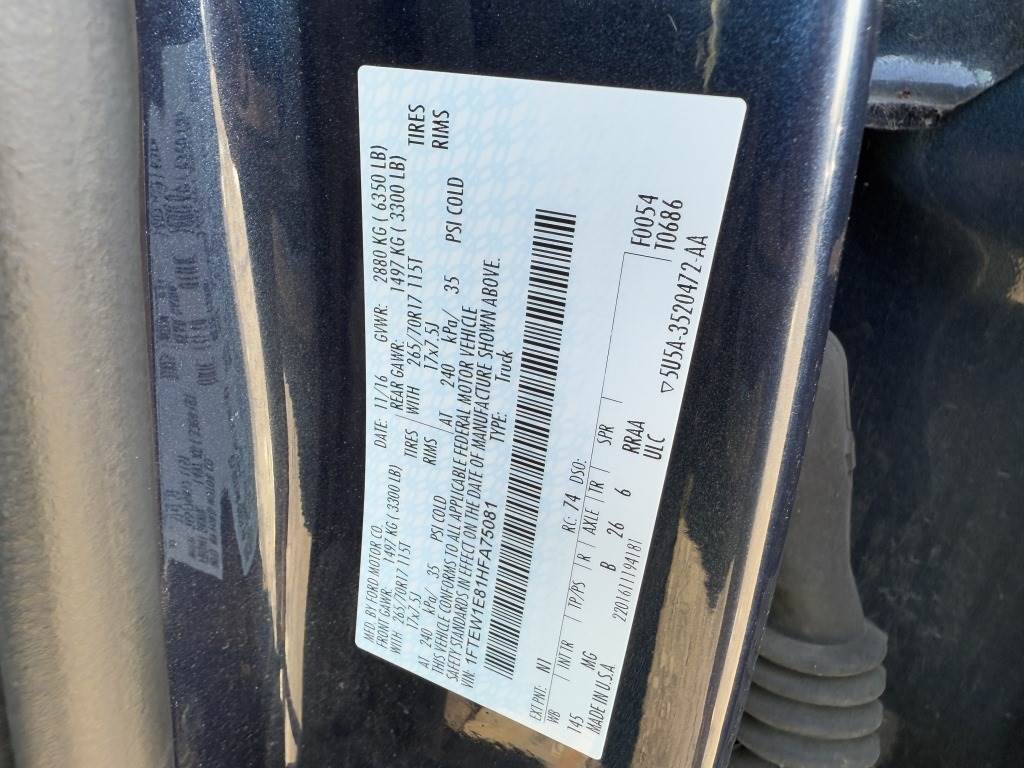 MFD. BY FORD MOTOR CO.
DATE: 11/16 GVWR: 2880 KG ( 6350 LB)
FRONT GAWR: 1497 KG( 3300 LB) REAR GAWR: 1497 KG ( 3300 LB)
WITH 265/70R17 115T TIRES WITH 265/70R17 115T TIRES
17x7.5J RIMS 17x7.5J RIMS
AT 240 kPa/ 35 PSI COLD AT 240 kPa/ 35 PSI COLD
THIS VEHICLE CONFORMS TO ALL APPLICABLE FEDERAL MOTOR VEHICLE
SAFETY STANDARDS IN EFFECT ON THE DATE OF MANUFACTURE SHOWN ABOVE.
VIN: 1FTEW1E81HFA75081 TYPE: Truck
EXT PNT: N1 RC: 74 DSO: F0054
T0686
WB INTR TP/PS R AXLE TR SPR
145 MG B 26 6 RRAA
MADE IN U.S.A. 2201611194181 ULC
▽5U5A-3520472-AA